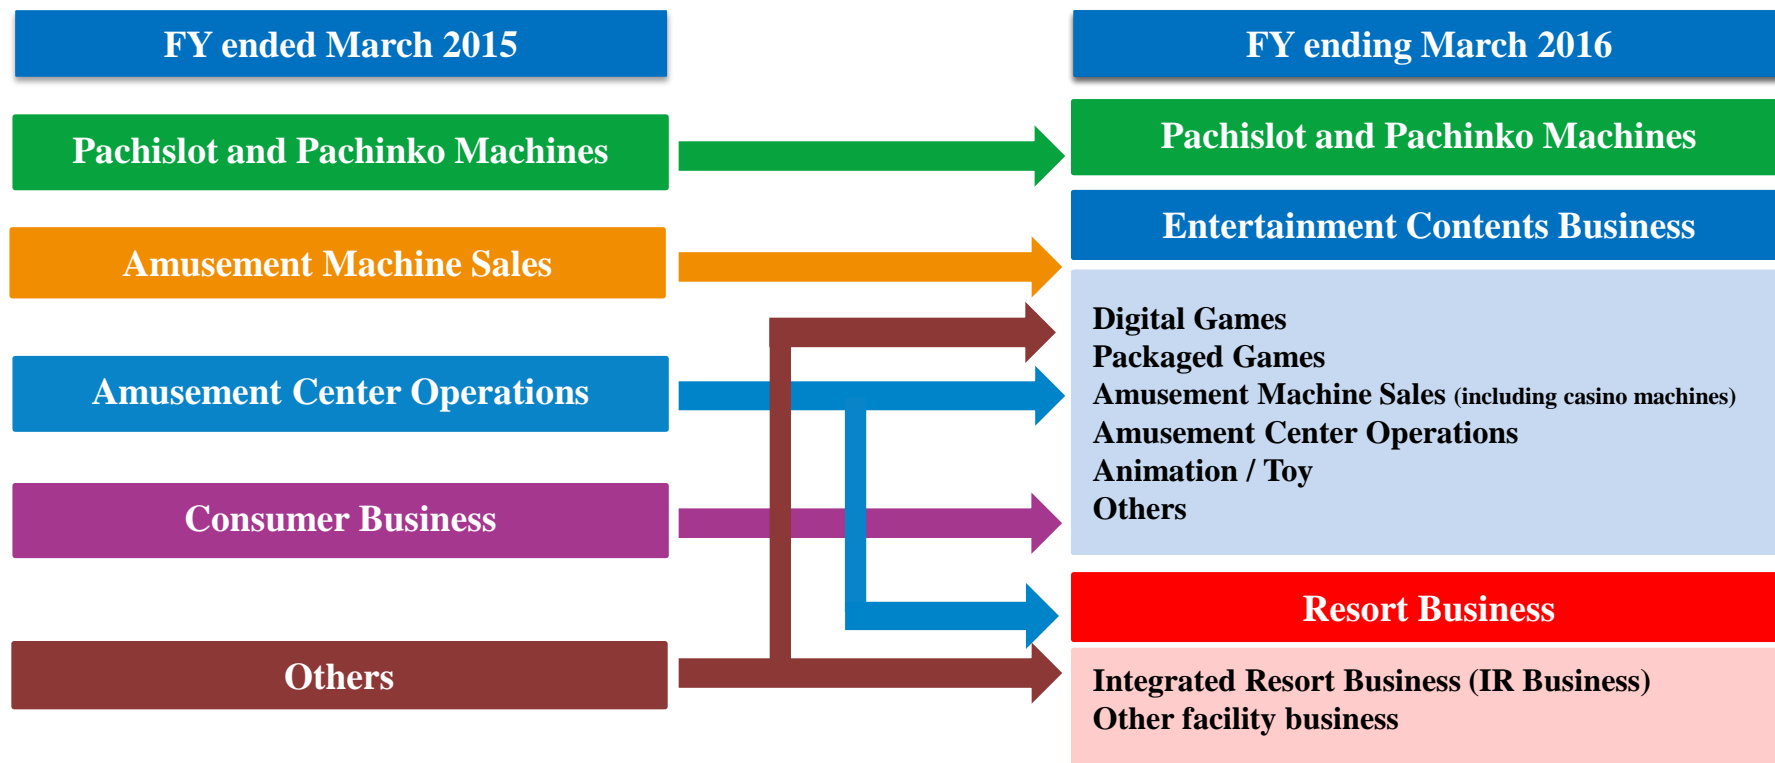 FY ended March 2015
FY ending March 2016
Pachislot and Pachinko Machines
Amusement Machine Sales
Amusement Center Operations
Consumer Business
Others
Pachislot and Pachinko Machines
Entertainment Contents Business
Digital Games
Packaged Games
Amusement Machine Sales (including casino machines)
Amusement Center Operations
Animation / Toy
Others
Resort Business
Integrated Resort Business (IR Business)
Other facility business